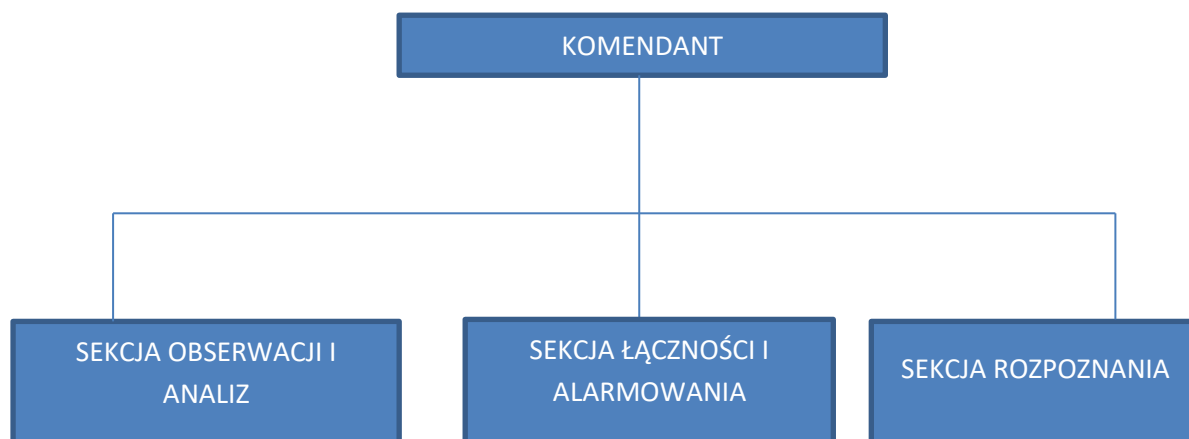 KOMENDANT
SEKCJA OBSERWACJI I
ANALIZ
SEKCJA ŁĄCZNOŚCI I
ALARMOWANIA
SEKCJA ROZPOZNANIA